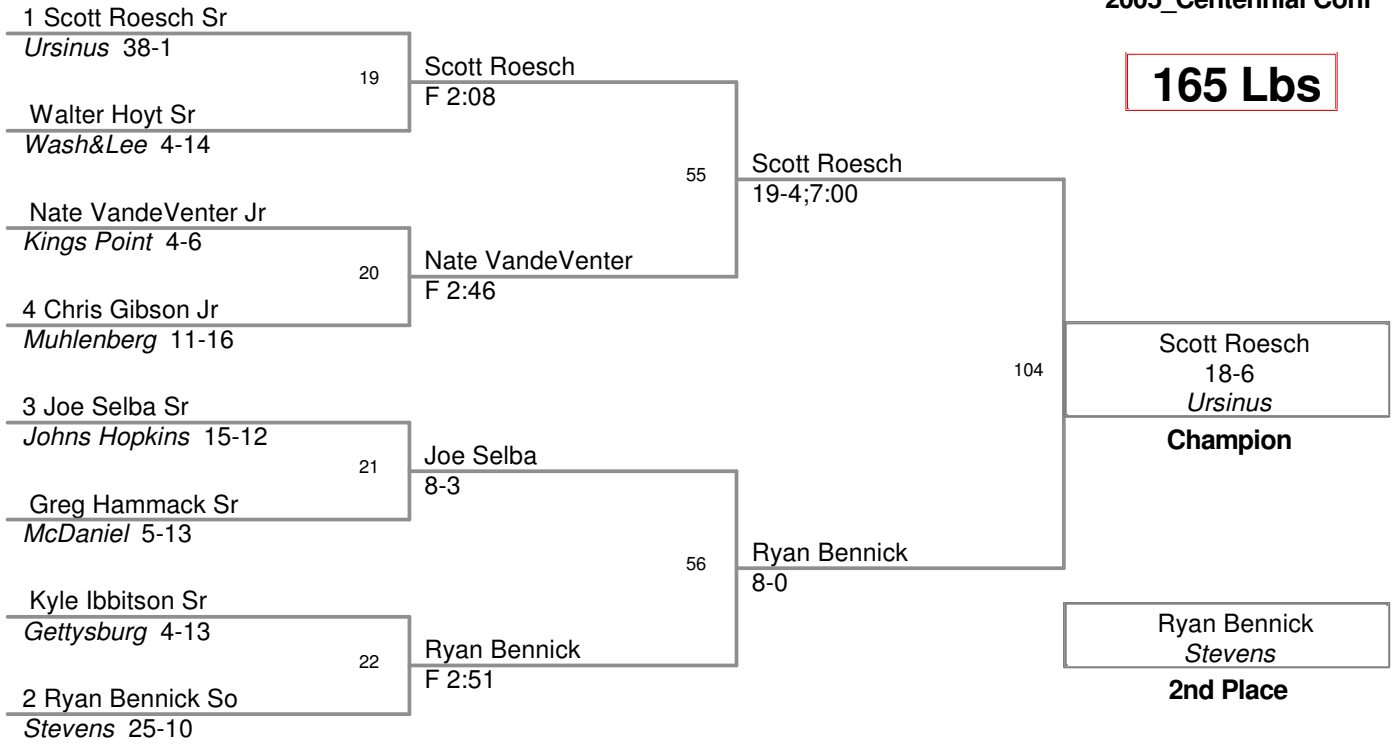 2005_Centennial Conf
165 Lbs
1 Scott Roesch Sr
Ursinus 38-1
19
Walter Hoyt Sr
Wash&Lee 4-14
Scott Roesch
F 2:08
Nate VandeVenter Jr
Kings Point 4-6
20
4 Chris Gibson Jr
Muhlenberg 11-16
Nate VandeVenter
F 2:46
55
Scott Roesch
19-4;7:00
3 Joe Selba Sr
Johns Hopkins 15-12
21
Greg Hammack Sr
McDaniel 5-13
Joe Selba
8-3
Kyle Ibbitson Sr
Gettysburg 4-13
22
2 Ryan Bennick So
Stevens 25-10
Ryan Bennick
F 2:51
56
Ryan Bennick
8-0
104
Scott Roesch
18-6
Ursinus
Champion
Ryan Bennick
Stevens
2nd Place